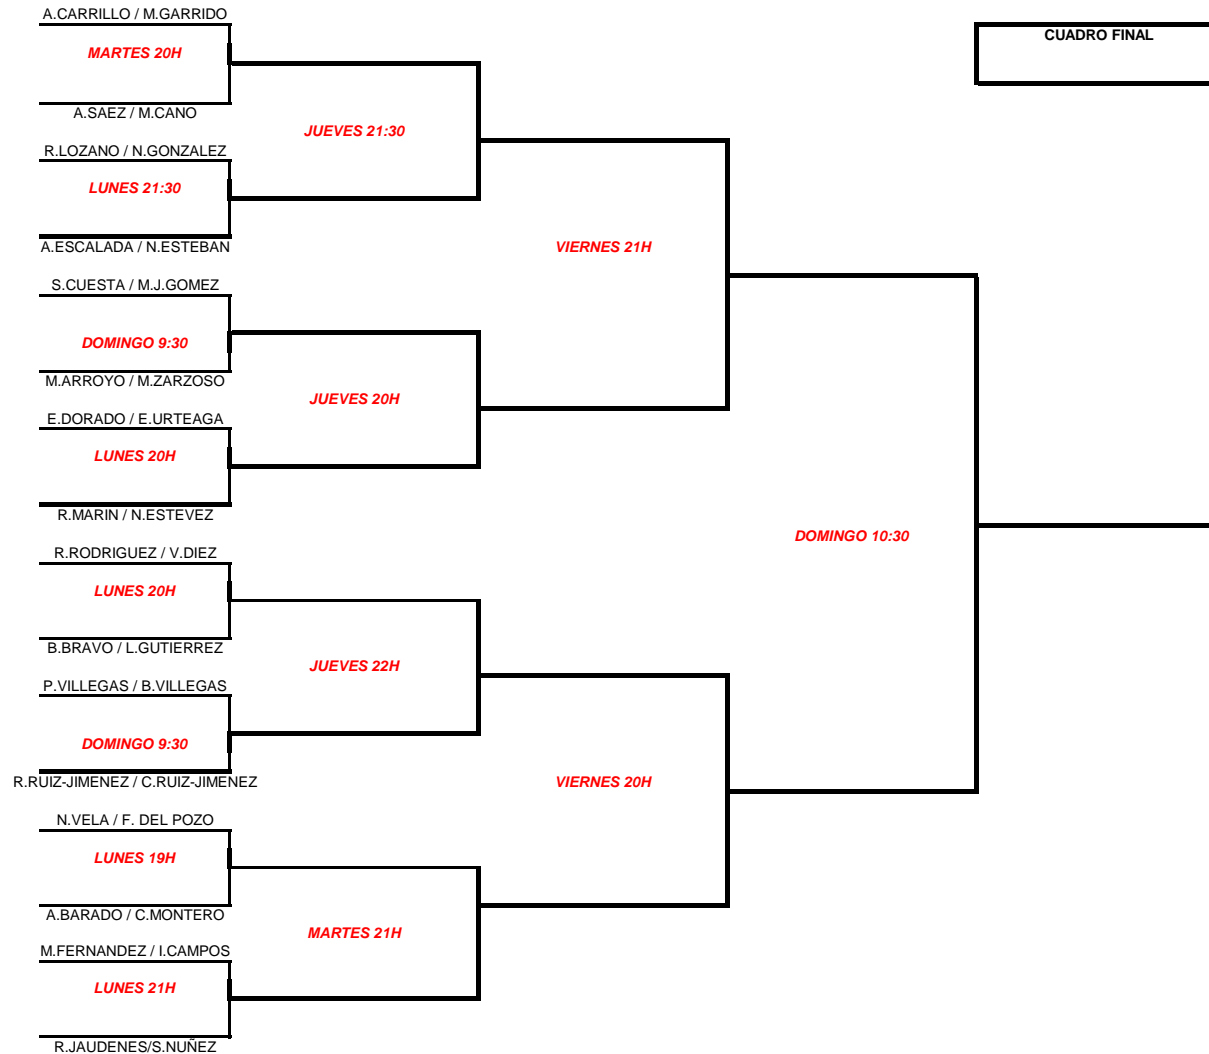 A.CARRILLO / M.GARRIDO
CUADRO FINAL
MARTES 20H
A.SAEZ / M.CANO
JUEVES 21:30
R.LOZANO / N.GONZALEZ
LUNES 21:30
A.ESCALADA / N.ESTEBAN
VIERNES 21H
S.CUESTA / M.J.GOMEZ
DOMINGO 9:30
M.ARROYO / M.ZARZOSO
JUEVES 20H
E.DORADO / E.URTEAGA
LUNES 20H
R.MARIN / N.ESTEVEZ
DOMINGO 10:30
R.RODRIGUEZ / V.DIEZ
LUNES 20H
B.BRAVO / L.GUTIERREZ
JUEVES 22H
P.VILLEGAS / B.VILLEGAS
DOMINGO 9:30
R.RUIZ-JIMENEZ / C.RUIZ-JIMENEZ
VIERNES 20H
N.VELA / F. DEL POZO
LUNES 19H
A.BARADO / C.MONTERO
MARTES 21H
M.FERNANDEZ / I.CAMPOS
LUNES 21H
R.JAUDENES/S.NUÑEZ